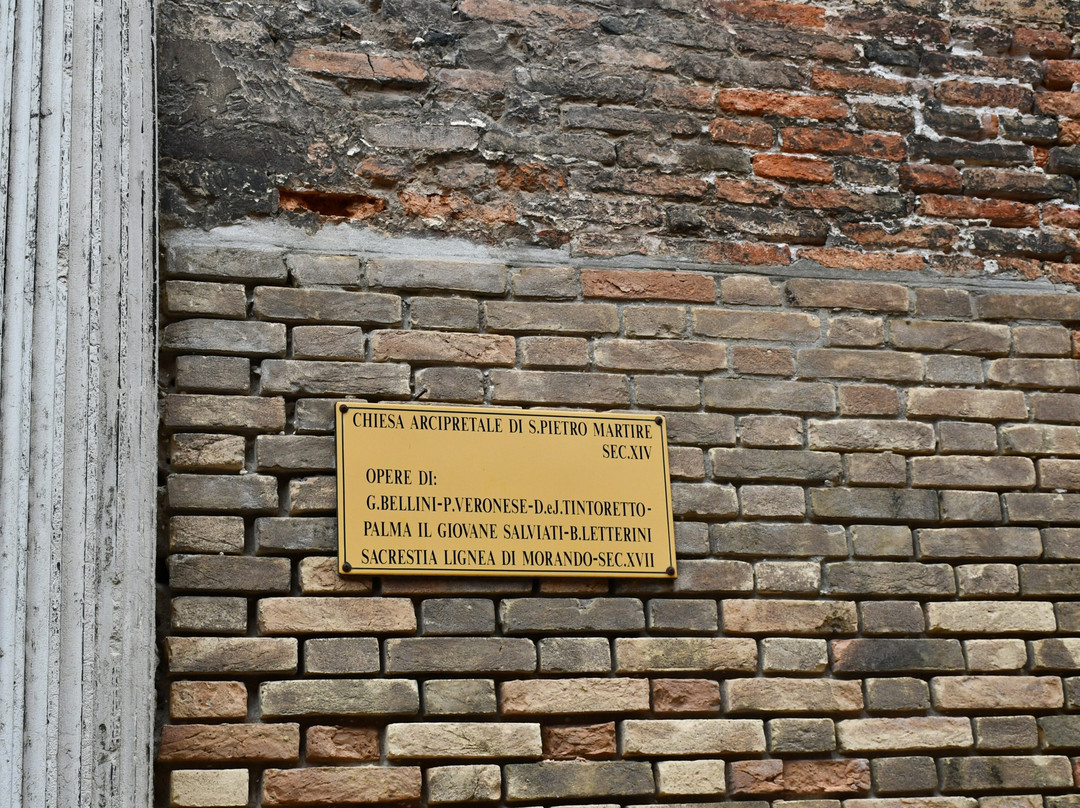 CHIESA ARCIPRETALE DI S.PIETRO MARTIRE
SEC.XIV
OPERE DI:
G.BELLINI-P.VERONESE-D.eJ.TINTORETTO-
PALMA IL GIOVANE SALVIATI-B.LETTERINI
SACRESTIA LIGNEA DI MORANDO-SEC.XVII